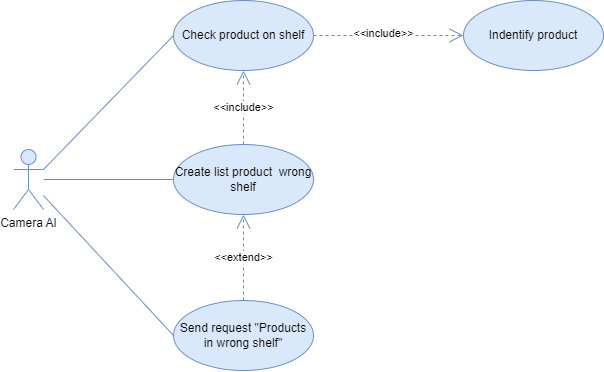 Check product on shelf
<<include>>
Indentify product
<<include>>
Create list product  wrong
shelf
Camera AI
<<extend>>
Send request "Products
in wrong shelf"